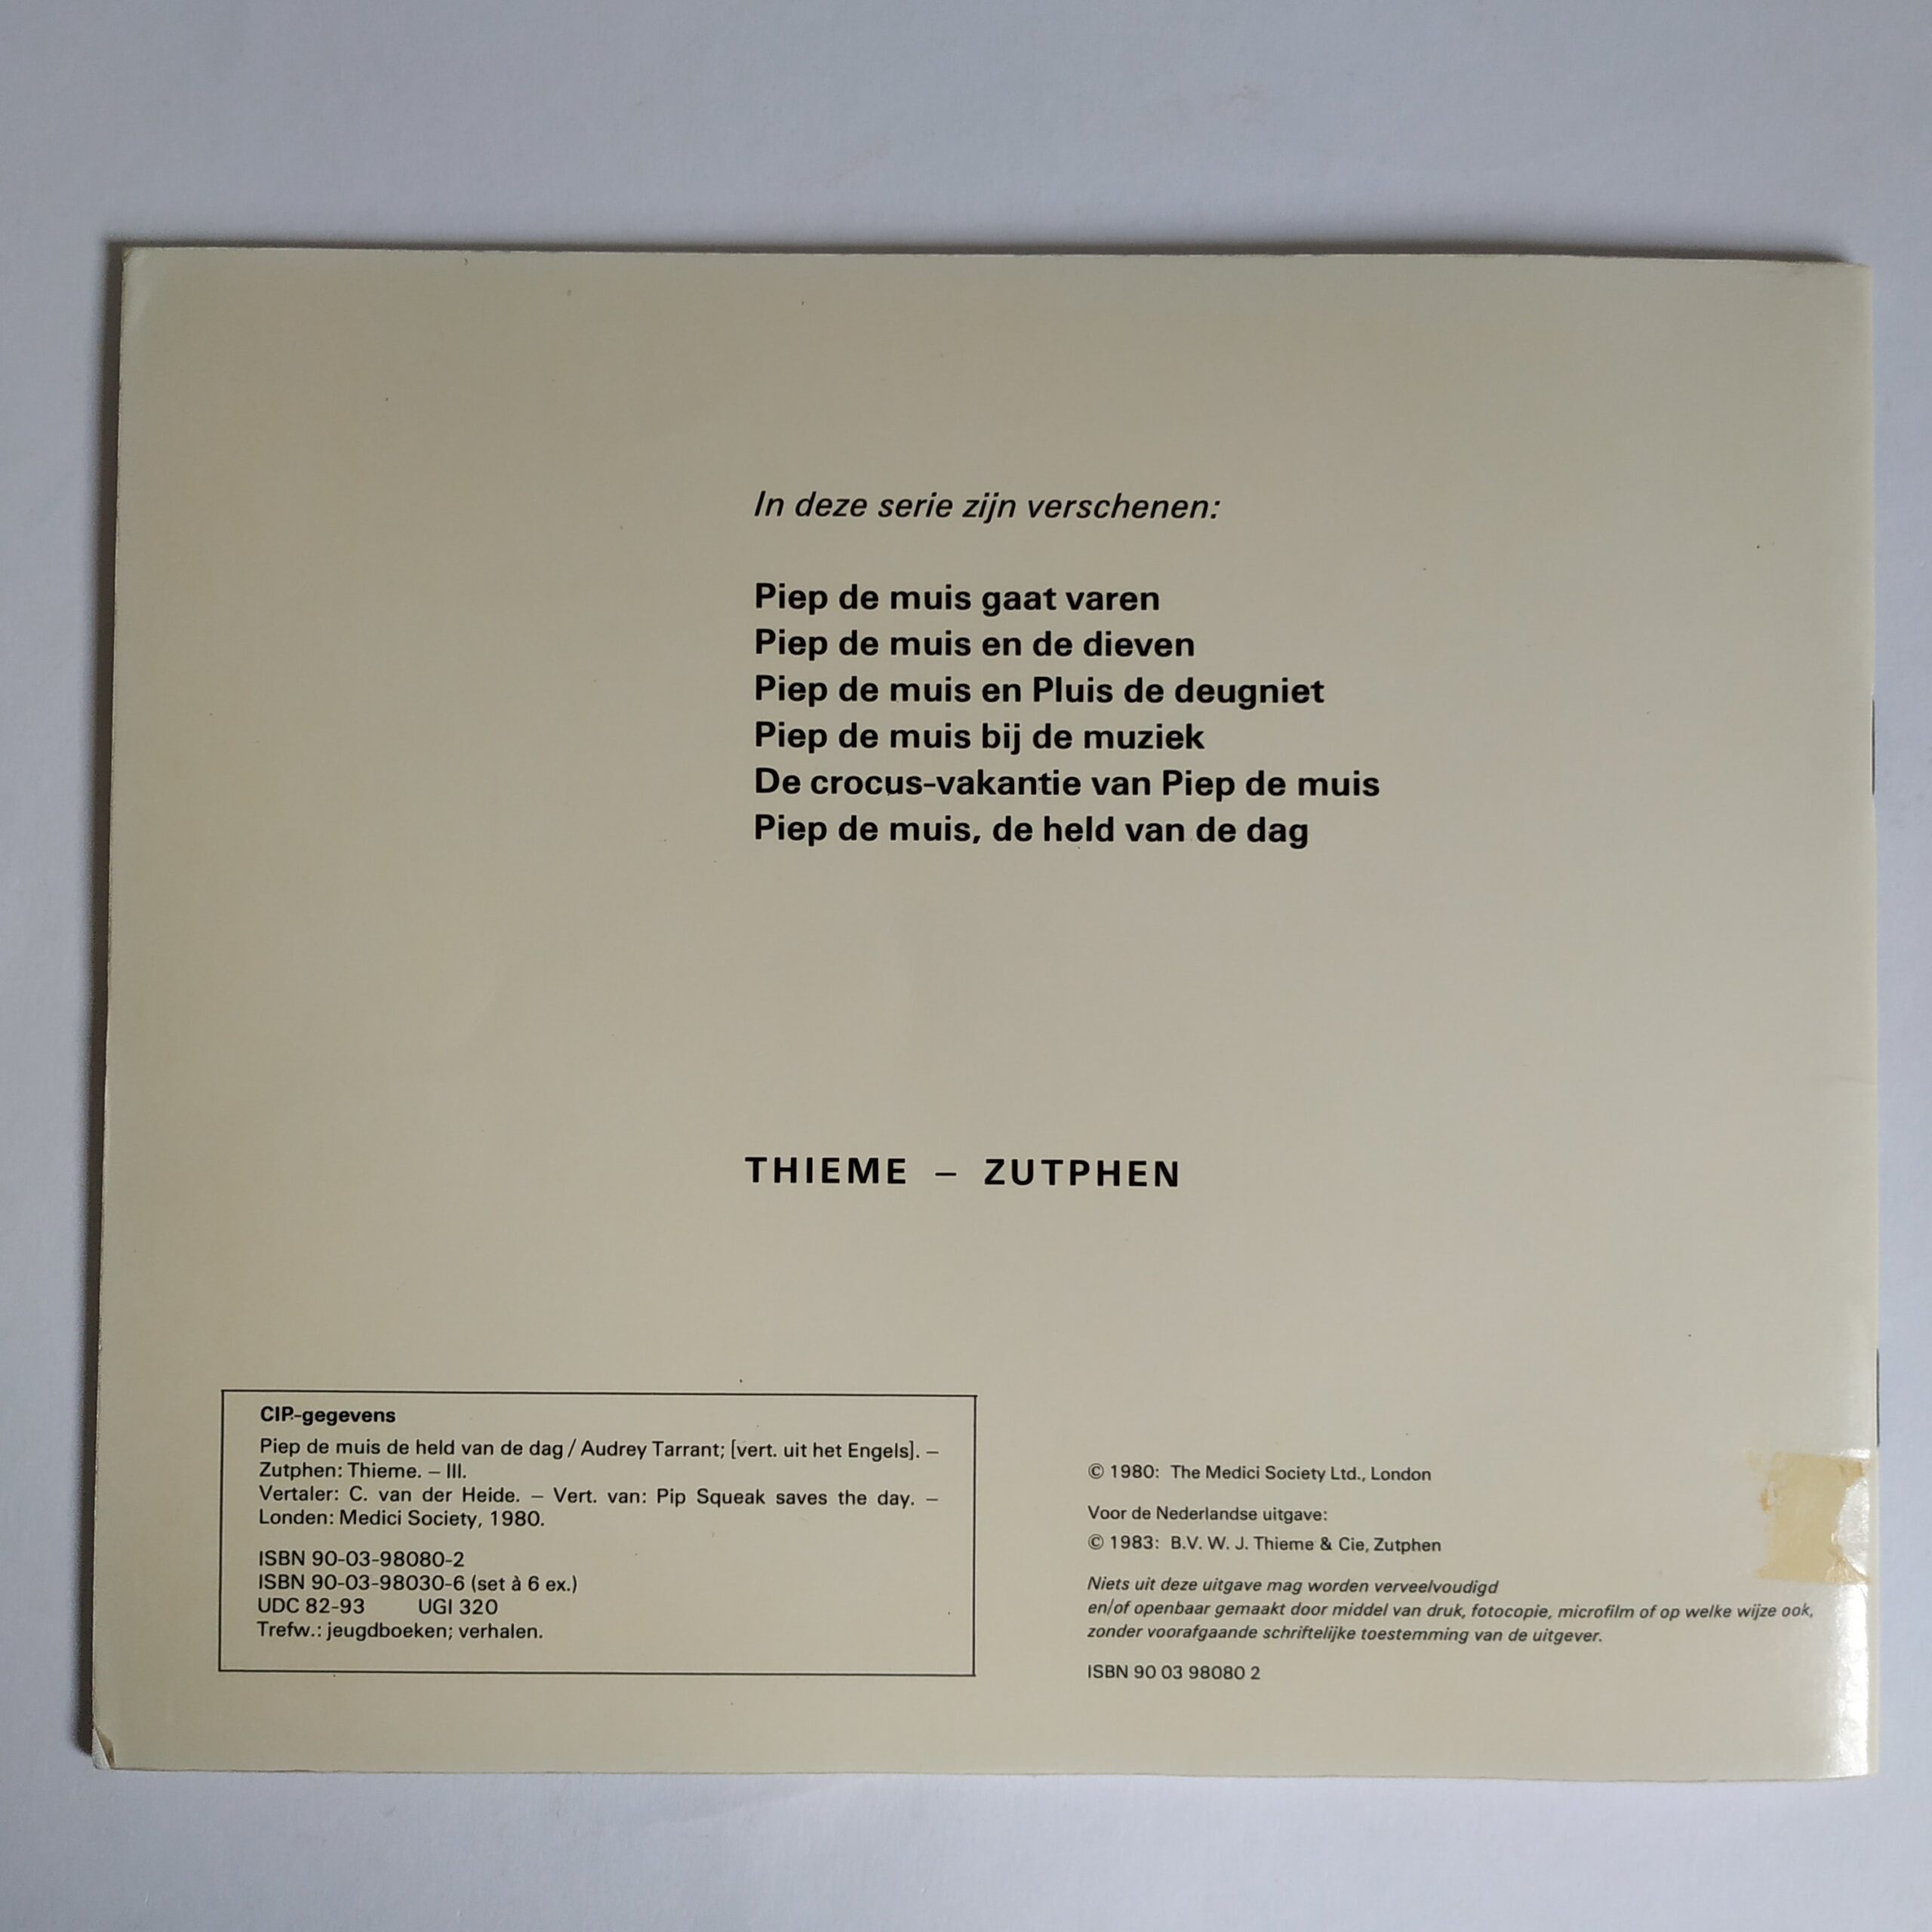 In deze serie zijn verschenen:
Piep de muis gaat varen
Piep de muis en de dieven
Piep de muis en Pluis de deugniet
Piep de muis bij de muziek
De crocus-vakantie van Piep de muis
Piep de muis, de held van de dag
THIEME – ZUTPHEN
CIP-gegevens
Piep de muis de held van de dag / Audrey Tarrant; [vert. uit het Engels]. –
Zutphen: Thieme. – III.
Vertaler: C. van der Heide. – Vert. van: Pip Squeak saves the day. –
Londen: Medici Society, 1980.
ISBN 90-03-98080-2
ISBN 90-03-98030-6 (set à 6 ex.)
UDC 82-93 UGI 320
Trefw.: jeugdboeken; verhalen.
© 1980: The Medici Society Ltd., London
Voor de Nederlandse uitgave:
© 1983: B.V. W. J. Thieme & Cie, Zutphen
Niets uit deze uitgave mag worden verveelvoudigd
en/of openbaar gemaakt door middel van druk, fotocopie, microfilm of op welke wijze ook,
zonder voorafgaande schriftelijke toestemming van de uitgever.
ISBN 90 03 98080 2